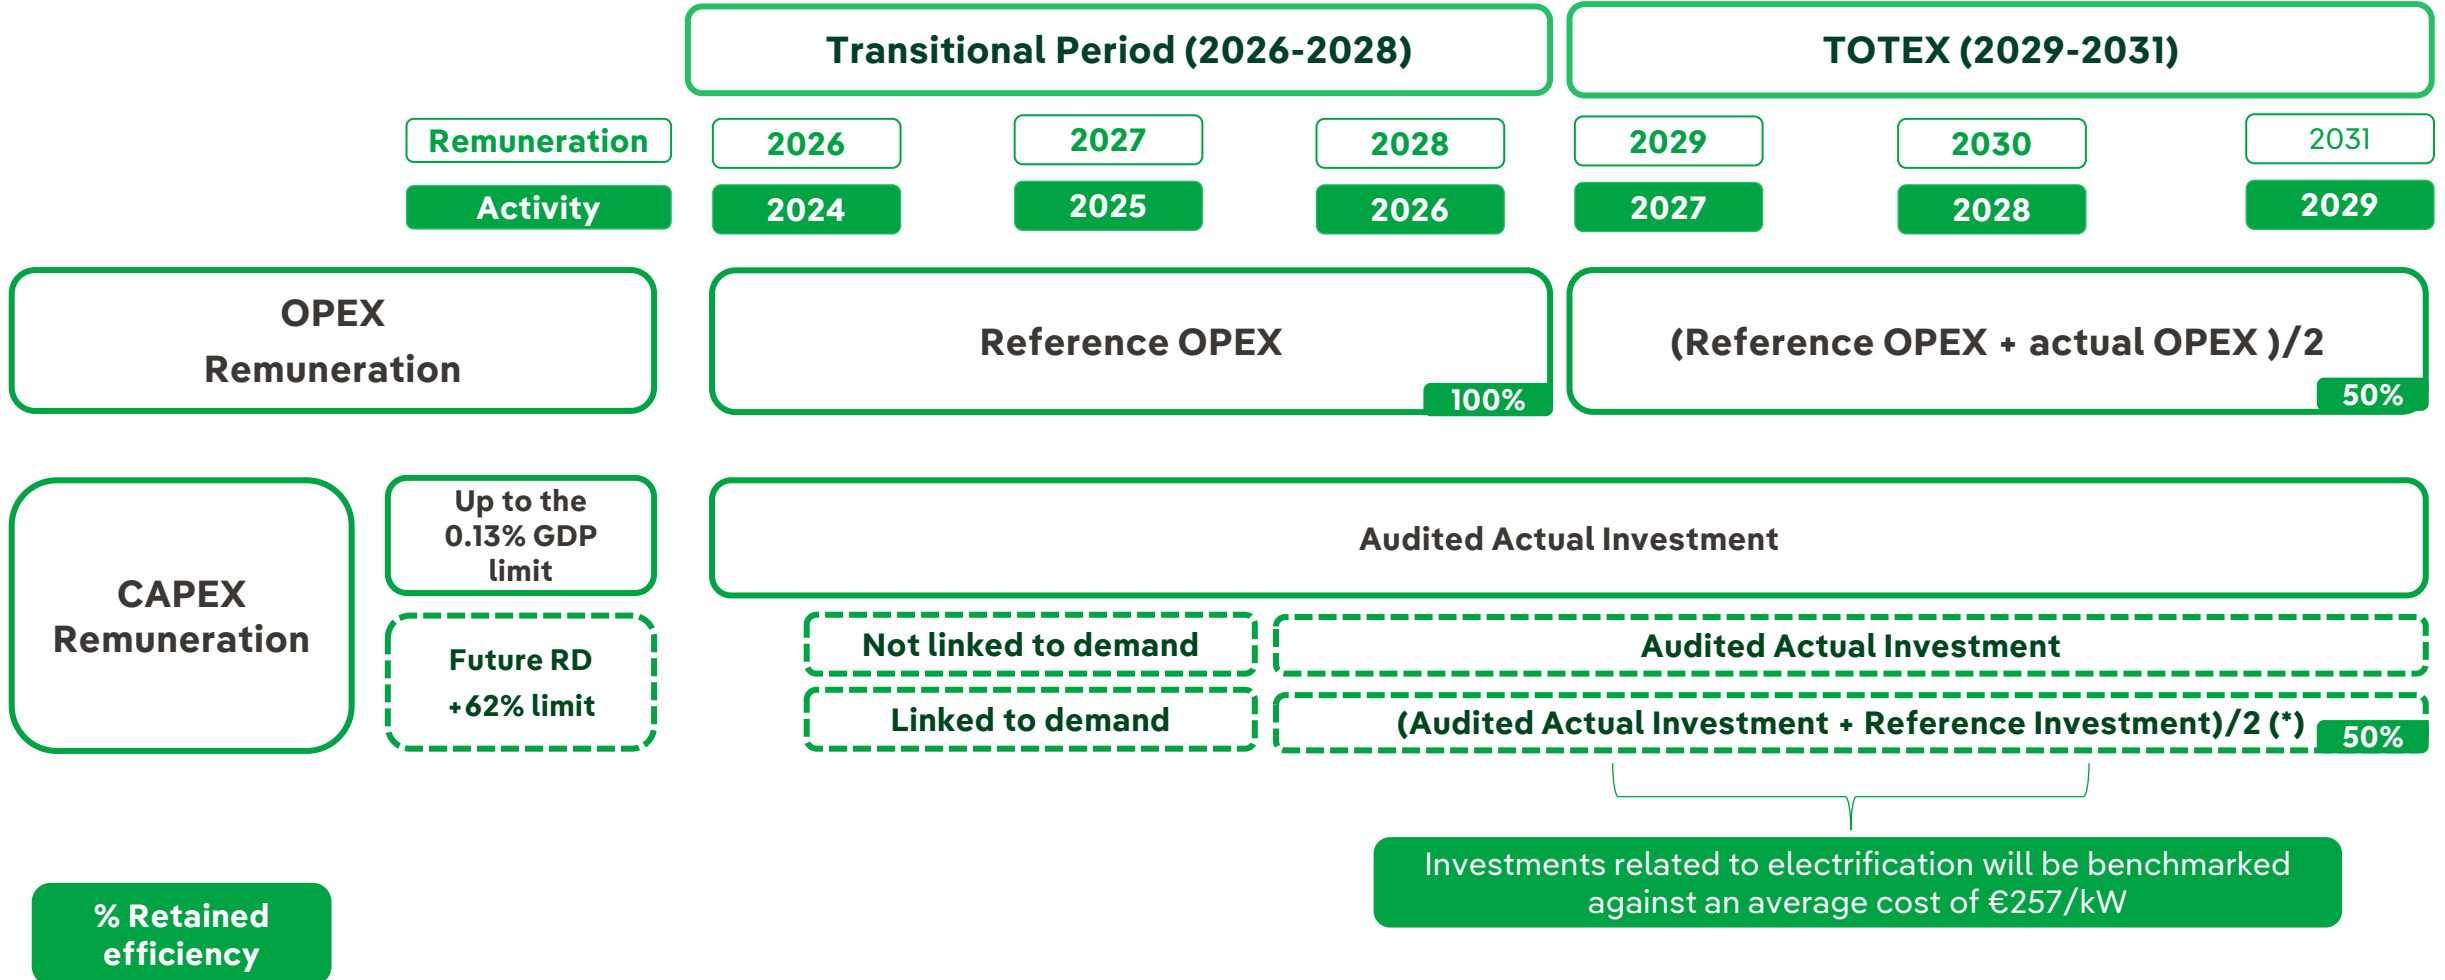 Transitional Period (2026-2028)
TOTEX (2029-2031)
Remuneration
2026
2027
2028
2029
2030
2031
Activity
2024
2025
2026
2027
2028
2029
OPEX
Remuneration
Reference OPEX
100%
(Reference OPEX + actual OPEX )/2
50%
CAPEX
Remuneration
Up to the
0.13% GDP
limit
Audited Actual Investment
Future RD
+62% limit
Not linked to demand
Audited Actual Investment
Linked to demand
(Audited Actual Investment + Reference Investment)/2 (*)
50%
Investments related to electrification will be benchmarked
against an average cost of €257/kW
% Retained
efficiency